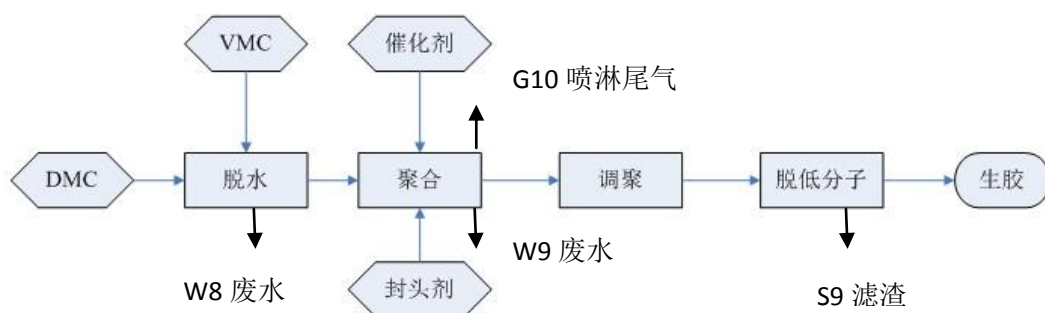 VMC
催化剂
G10 喷淋尾气
DMC
脱水
聚合
调聚
脱低分子
生胶
W8 废水
封头剂
W9 废水
S9 滤渣